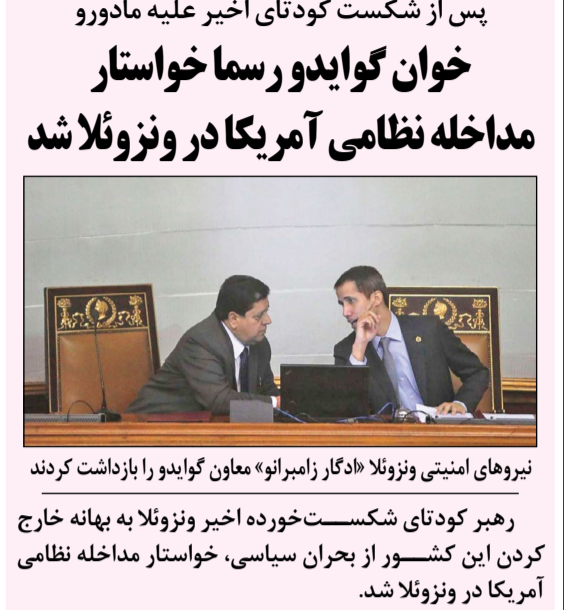 پس از شکست کودتای اخیر علیه مادورو
خوان گوایدو رسما خواستار
مداخله نظامی آمریکا در ونزوئلا شد
نیروهای امنیتی ونزوئلا «ادگار زامبرانو» معاون گوایدو را بازداشت کردند
رهبر کودتای شکست‌خورده اخیر ونزوئلا به بهانه خارج
کردن این کشور از بحران سیاسی، خواستار مداخله نظامی
آمریکا در ونزوئلا شد.